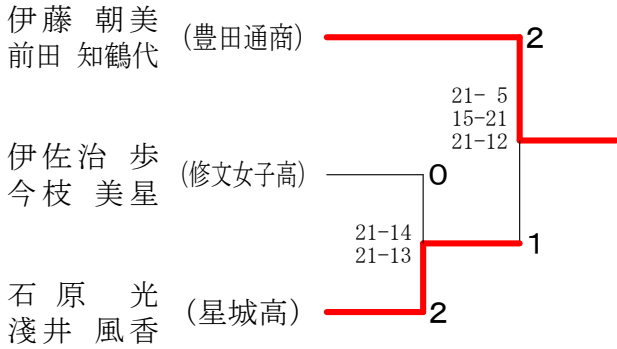 伊藤 朝美
前田 知鶴代
(豊田通商)
2
21- 5
15-21
21-12
伊佐治 歩
今枝 美星
(修文女子高)
0
21-14
21-13
1
石原 光
淺井 風香
(星城高)
2